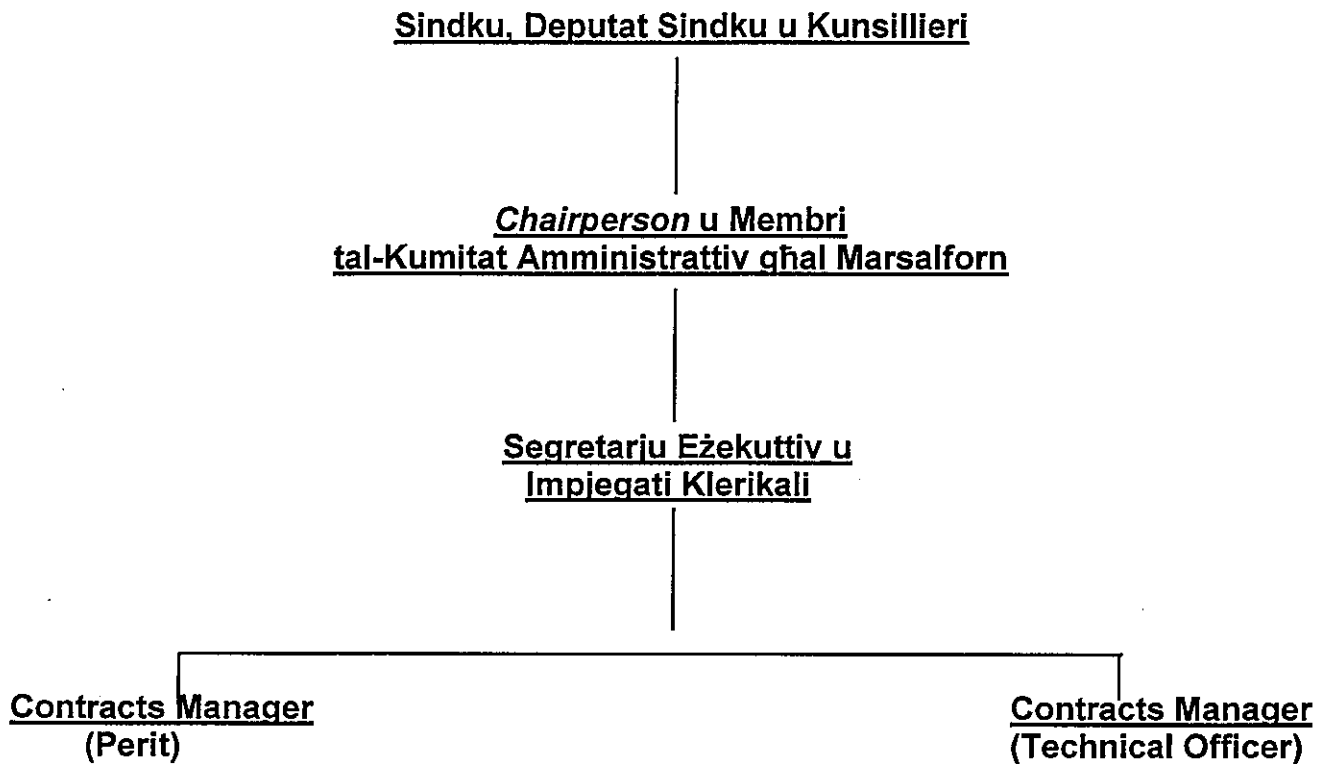 Sindku, Deputat Sindku u Kunsillieri
Chairperson u Membri
tal-Kumitat Amministrattiv għal Marsalforn
Segretarju Eżekuttiv u
Impjegati Klerikali
Contracts Manager
(Perit)
Contracts Manager
(Technical Officer)